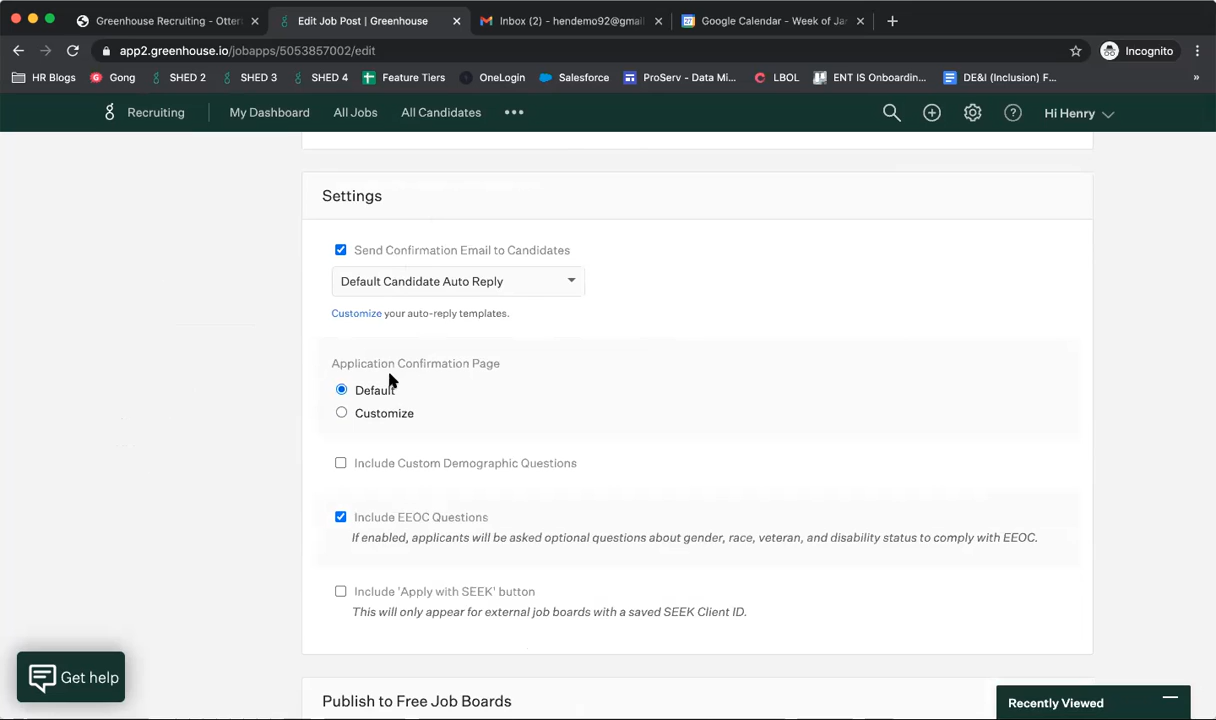 Greenhouse Recruiting - Otter
Edit Job Post | Greenhouse
Inbox (2) - hendemo92@gmail
Google Calendar - Week of Jan
app2.greenhouse.io/jobapps/5053857002/edit
Incognito
HR Blogs
Gong
SHED 2
SHED 3
SHED 4
Feature Tiers
OneLogin
Salesforce
ProServ - Data Mi...
LBOL
ENT IS Onboardin...
DE&I (Inclusion) F...
»
Recruiting
My Dashboard
All Jobs
All Candidates
Hi Henry
Settings
Send Confirmation Email to Candidates
Default Candidate Auto Reply
Customize your auto-reply templates.
Application Confirmation Page
Default
Customize
Include Custom Demographic Questions
Include EEOC Questions
If enabled, applicants will be asked optional questions about gender, race, veteran, and disability status to comply with EEOC.
Include 'Apply with SEEK' button
This will only appear for external job boards with a saved SEEK Client ID.
Get help
Publish to Free Job Boards
Recently Viewed